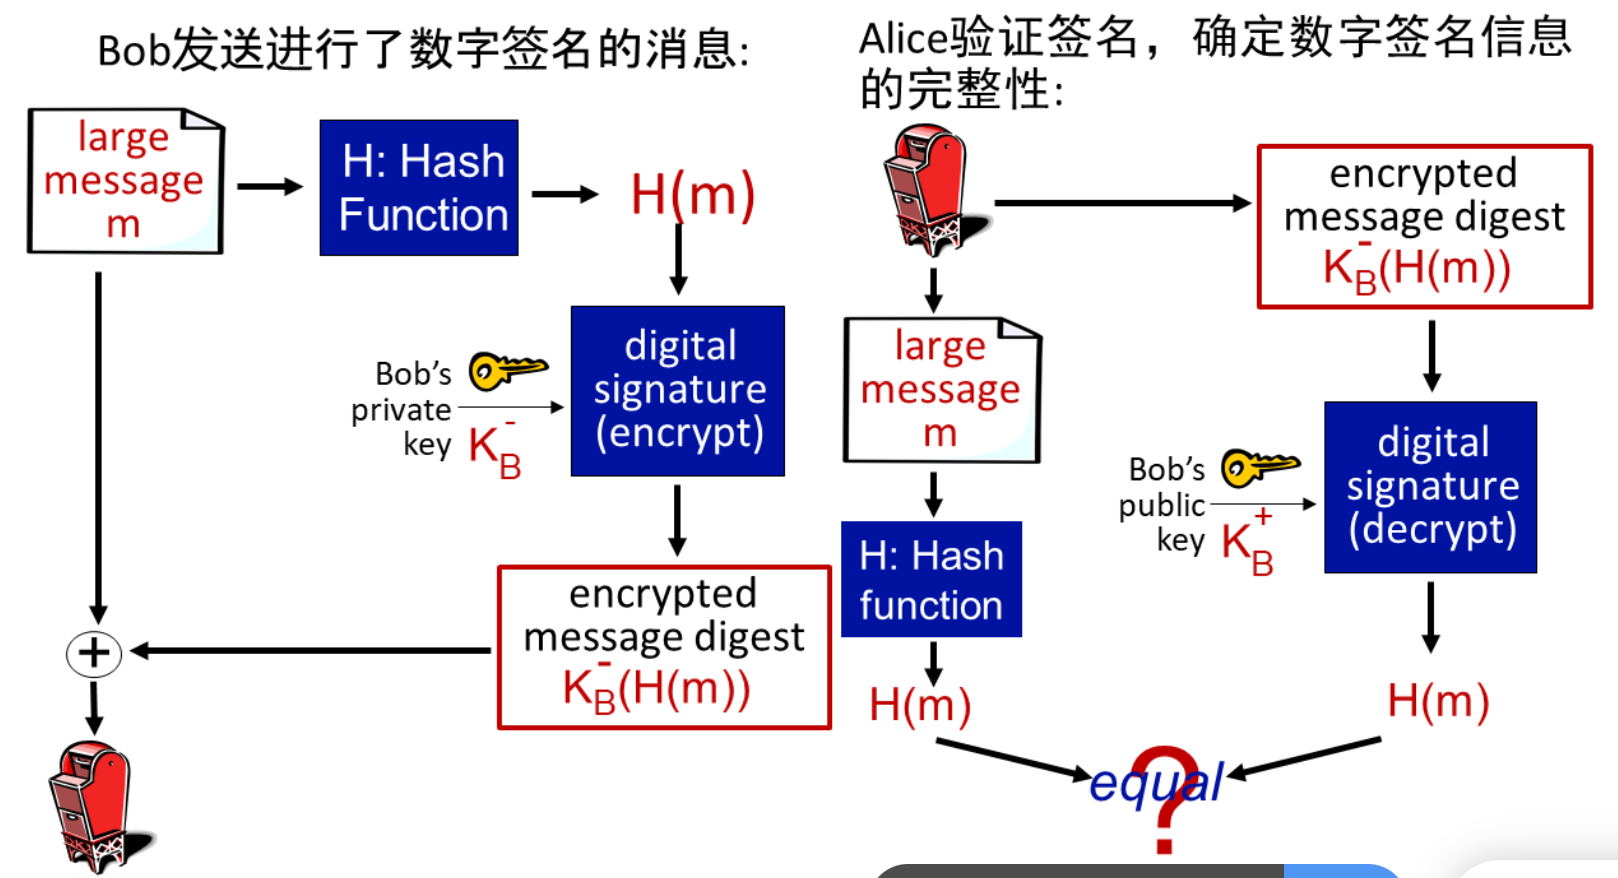 Bob发送进行了数字签名的消息:
large
message
m
H: Hash
Function
H(m)
Bob's
private
key
K_B^-
digital
signature
(encrypt)
encrypted
message digest
K_B^-(H(m))
+
Alice验证签名，确定数字签名信息
的完整性:
encrypted
message digest
K_B^-(H(m))
large
message
m
Bob's
public
key
K_B^+
digital
signature
(decrypt)
H: Hash
function
H(m)
H(m)
equal
?